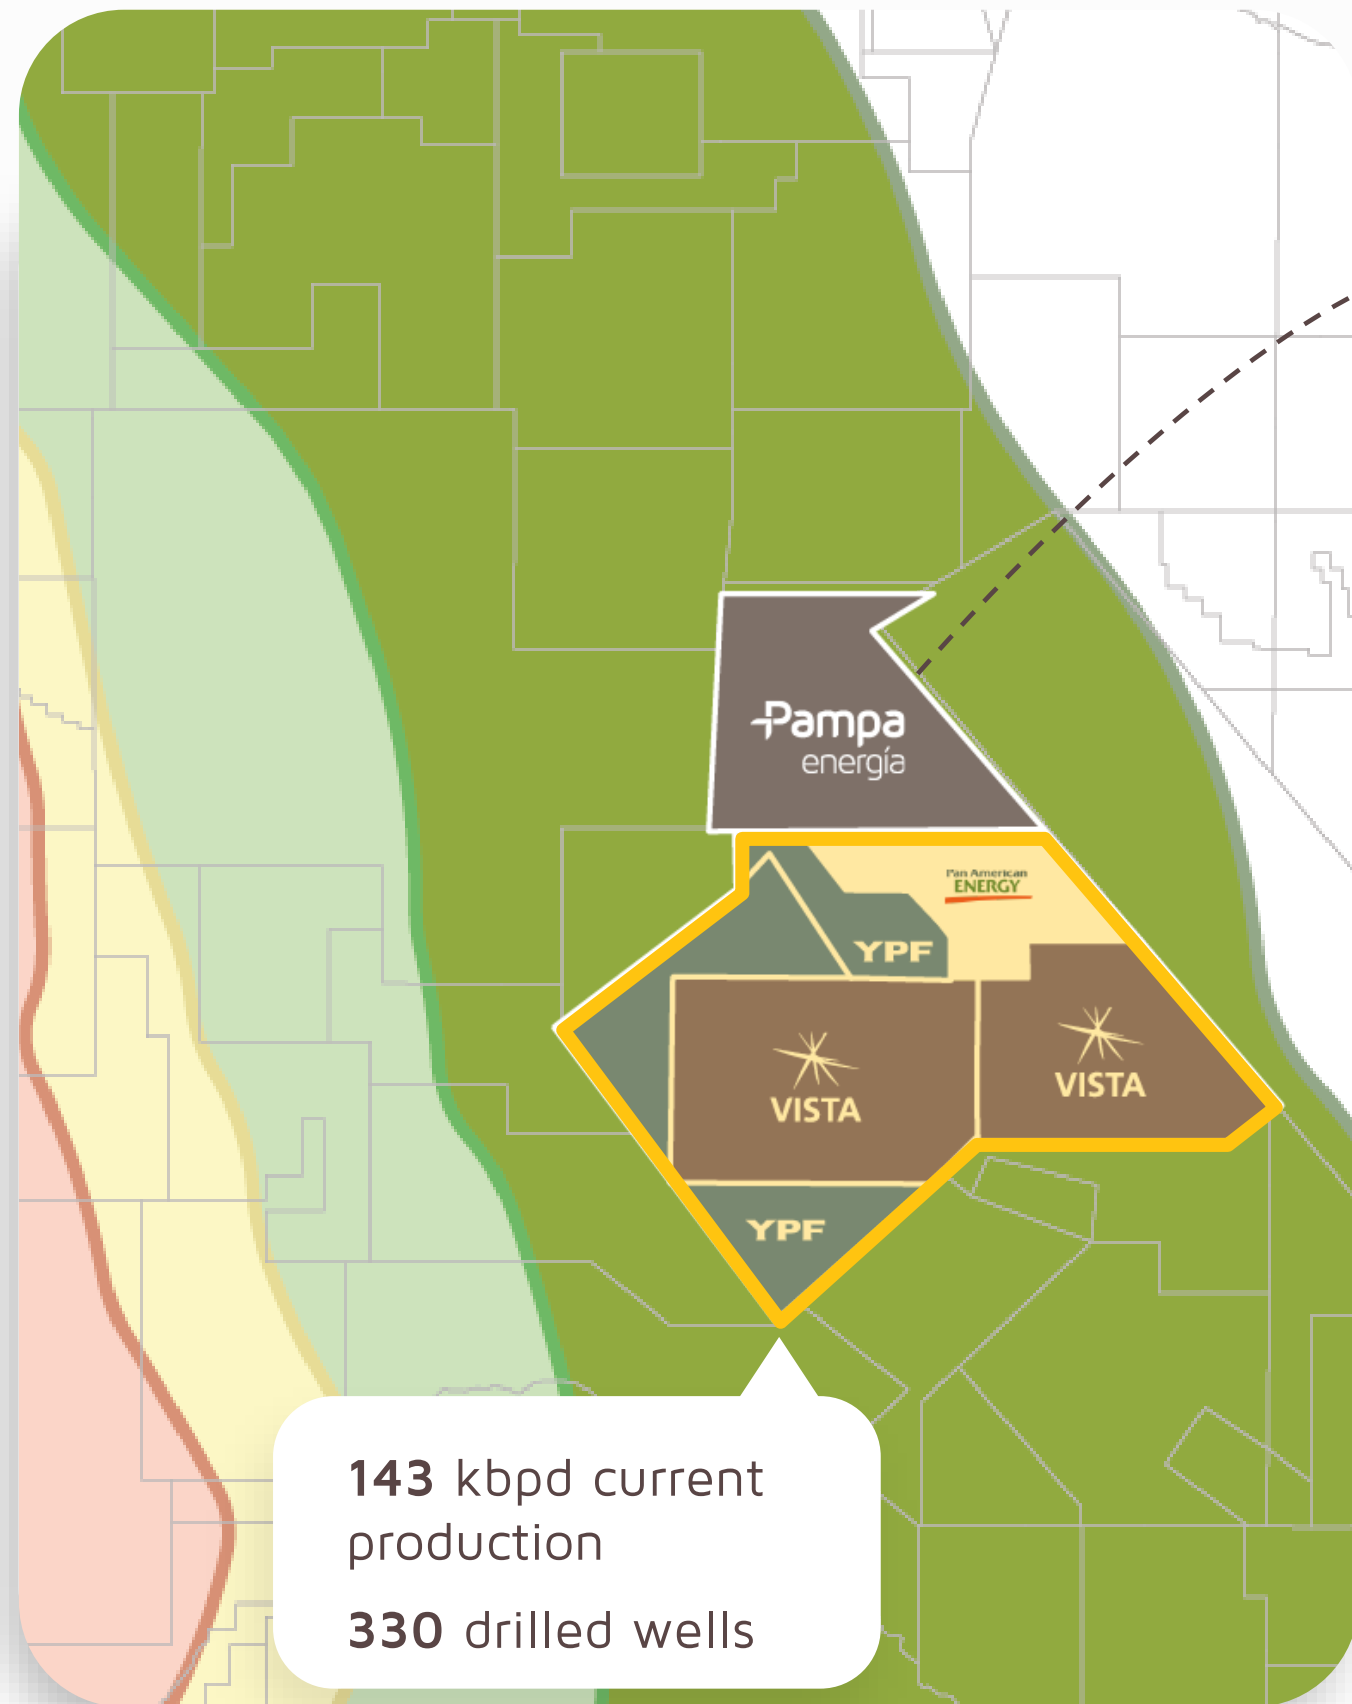 Pampa
energía
Pan American
ENERGY
YPF
VISTA
VISTA
YPF
143 kbpd current
production
330 drilled wells